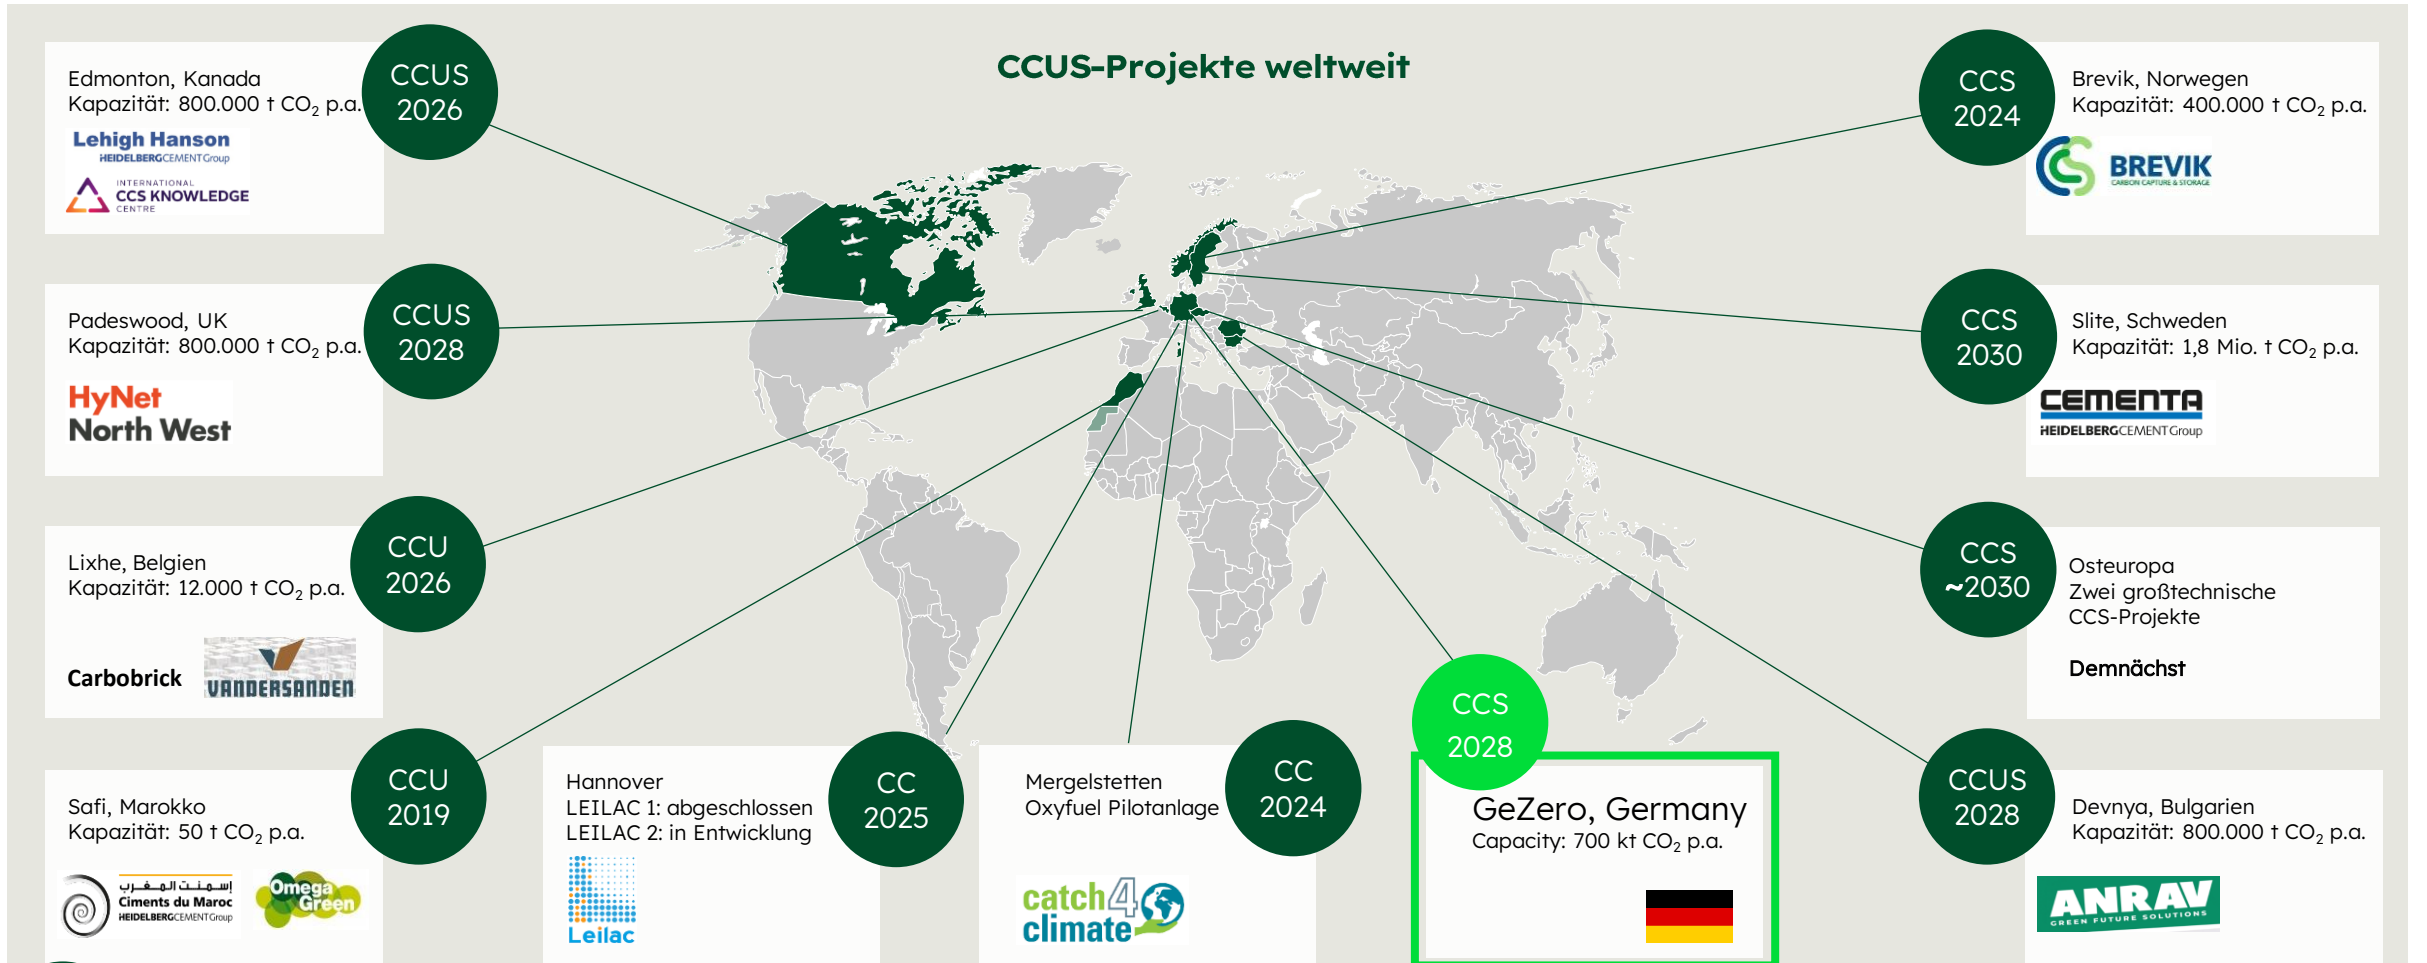 CCUS-Projekte weltweit
Edmonton, Kanada
Kapazität: 800.000 t CO₂ p.a.
Lehigh Hanson
HEIDELBERGCEMENT Group
INTERNATIONAL
CCS KNOWLEDGE
CENTRE
CCUS
2026
Padeswood, UK
Kapazität: 800.000 t CO₂ p.a.
HyNet
North West
CCUS
2028
Lixhe, Belgien
Kapazität: 12.000 t CO₂ p.a.
Carbobrick
VANDERSANDEN
CCU
2026
Safi, Marokko
Kapazität: 50 t CO₂ p.a.
إسمنت المغرب
Ciments du Maroc
HEIDELBERGCEMENT Group
Omega
Green
CCU
2019
Hannover
LEILAC 1: abgeschlossen
LEILAC 2: in Entwicklung
Leilac
CC
2025
Mergelstetten
Oxyfuel Pilotanlage
catch4
climate
CC
2024
CCS
2028
GeZero, Germany
Capacity: 700 kt CO₂ p.a.
CCS
2024
Brevik, Norwegen
Kapazität: 400.000 t CO₂ p.a.
CCS
BREVIK
CARBON CAPTURE & STORAGE
CCS
2030
Slite, Schweden
Kapazität: 1,8 Mio. t CO₂ p.a.
CEMENTA
HEIDELBERGCEMENT Group
CCS
~2030
Osteuropa
Zwei großtechnische
CCS-Projekte
Demnächst
CCUS
2028
Devnya, Bulgarien
Kapazität: 800.000 t CO₂ p.a.
ANRAV
GREEN FUTURE SOLUTIONS